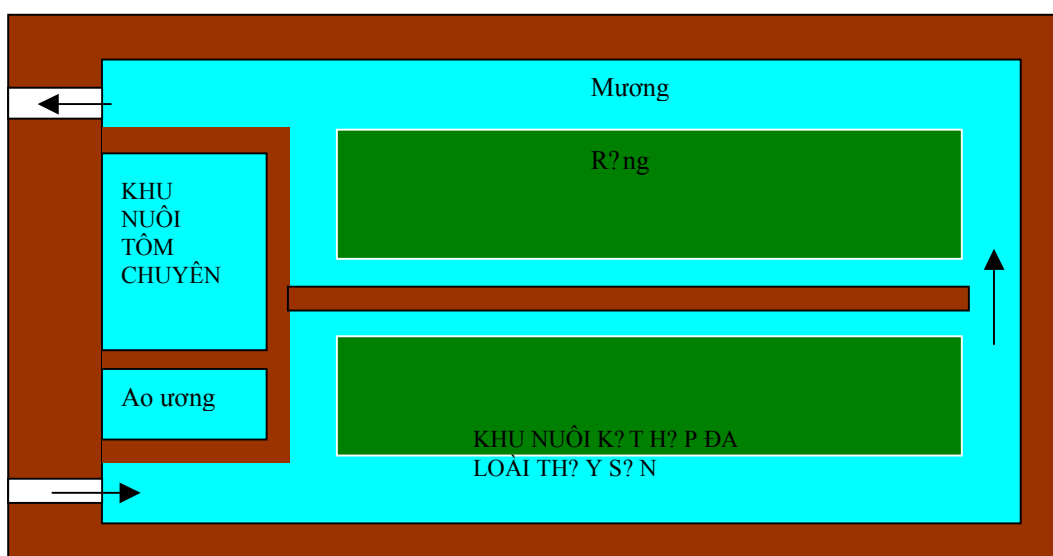 Mương
R?ng
KHU
NUÔI
TÔM
CHUYÊN
Ao ương
KHU NUÔI K? T H? P ĐA
LOÀI TH? Y S? N